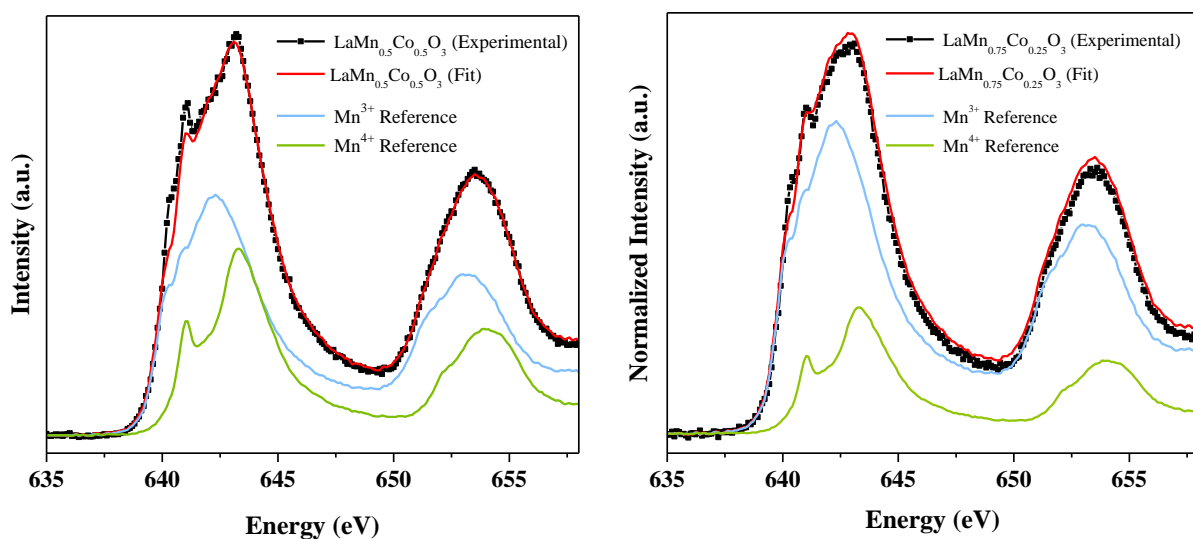 LaMn0.5Co0.5O3 (Experimental)
LaMn0.5Co0.5O3 (Fit)
Mn3+ Reference
Mn4+ Reference
Intensity (a.u.)
635 640 645 650 655
Energy (eV)
LaMn0.75Co0.25O3 (Experimental)
LaMn0.75Co0.25O3 (Fit)
Mn3+ Reference
Mn4+ Reference
Normalized Intensity (a.u.)
635 640 645 650 655
Energy (eV)